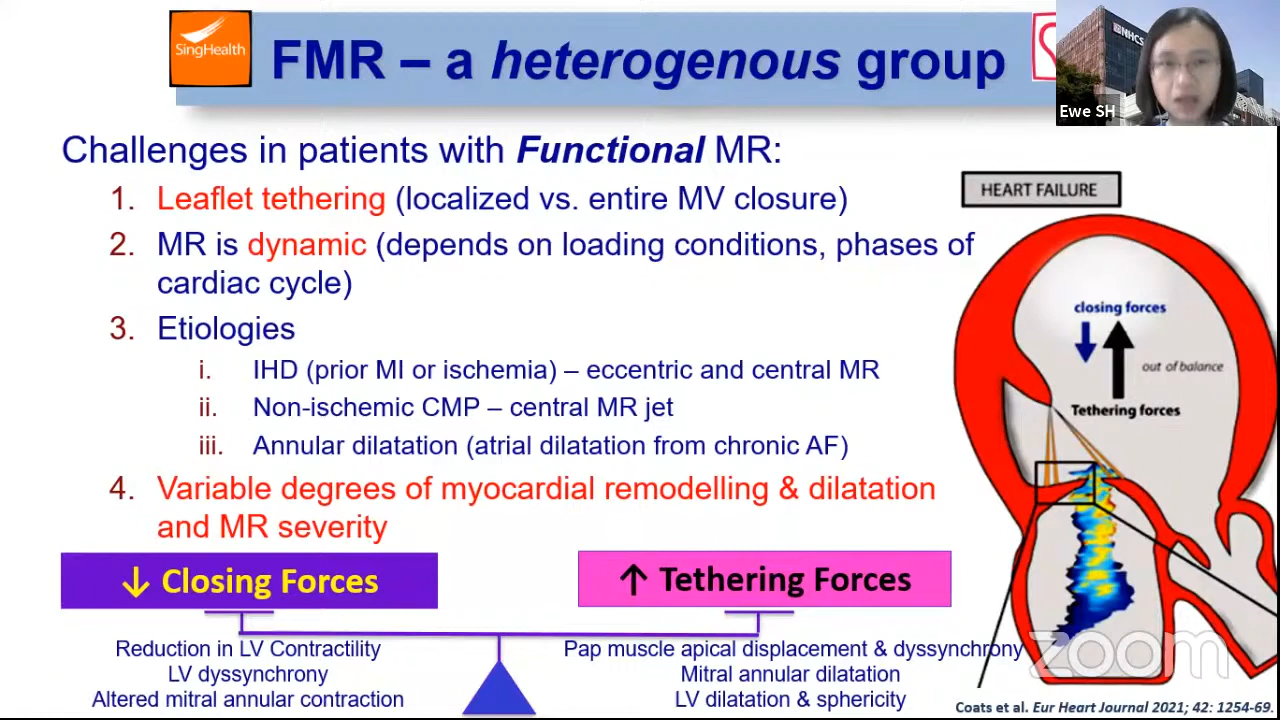 SingHealth
FMR – a heterogenous group
NHCS
Ewe SH
Challenges in patients with Functional MR:
1. Leaflet tethering (localized vs. entire MV closure)
2. MR is dynamic (depends on loading conditions, phases of
cardiac cycle)
3. Etiologies
i. IHD (prior MI or ischemia) – eccentric and central MR
ii. Non-ischemic CMP – central MR jet
iii. Annular dilatation (atrial dilatation from chronic AF)
4. Variable degrees of myocardial remodelling & dilatation
and MR severity
HEART FAILURE
closing forces
out of balance
Tethering forces
↓ Closing Forces
↑ Tethering Forces
Reduction in LV Contractility
LV dyssynchrony
Altered mitral annular contraction
Pap muscle apical displacement & dyssynchrony
Mitral annular dilatation
LV dilatation & sphericity
zoom
Coats et al. Eur Heart Journal 2021; 42: 1254-69.